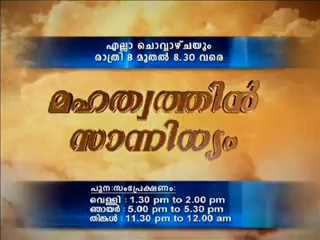 എല്ലാ ചൊവ്വാഴ്ചയും
രാത്രി 8 മുതൽ 8.30 വരെ
മഹത്വത്തിൻ
സാന്നിദ്ധ്യം
പുന:സംപ്രേക്ഷണം:
വെള്ളി : 1.30 pm to 2.00 pm
ഞായർ : 5.00 pm to 5.30 pm
തിങ്കൾ : 11.30 pm to 12.00 am